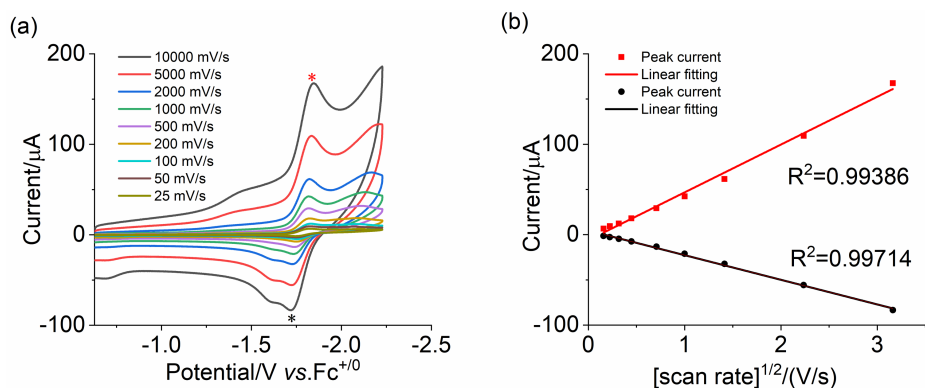 (a)
200
100
0
-100
Current/μA
10000 mV/s
5000 mV/s
2000 mV/s
1000 mV/s
500 mV/s
200 mV/s
100 mV/s
50 mV/s
25 mV/s
*
*
-1.0
-1.5
-2.0
-2.5
Potential/V vs.Fc⁺/⁰
(b)
200
100
0
-100
Current/μA
Peak current
Linear fitting
Peak current
Linear fitting
R²=0.99386
R²=0.99714
0
1
2
3
[scan rate]¹/²/(V/s)